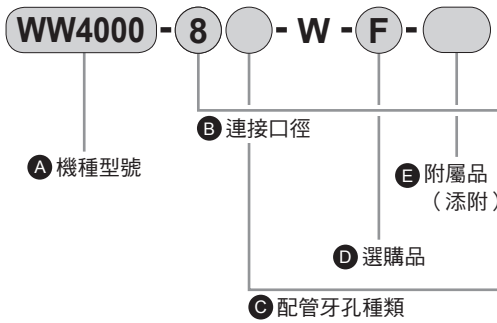 WW4000 - 8 - W - F -
B 連接口徑
A 機種型號
E 附屬品
（添附）
D 選購品
C 配管牙孔種類